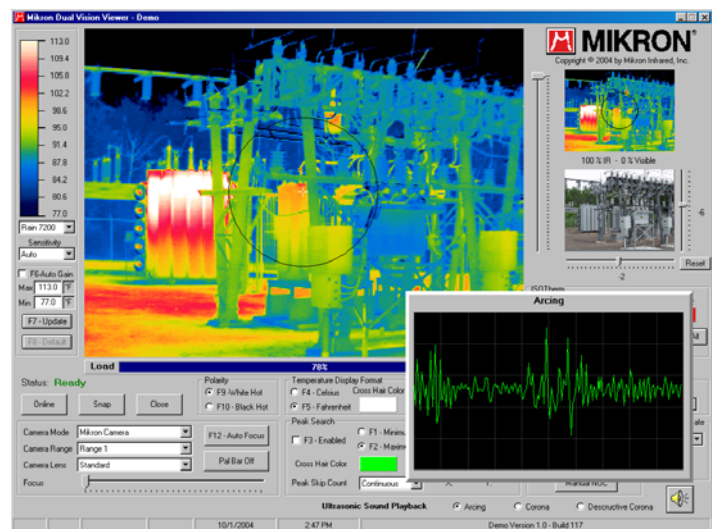 Mikron Dual Vision Viewer - Demo
113.0
109.4
105.0
102.2
98.6
95.0
91.4
87.8
84.2
80.6
77.0
Rain 7200
Sensitivity
Auto
F6-Auto Gain
Max 113.0 °F
Min 77.0 °F
F7 - Update
F8 - Default
MIKRON®
Copyright © 2004 by Mikron Infrared, Inc.
100 % IR - 0 % Visible
-6
-2
Reset
ISOTherm
Arcing
Load
78%
Status: Ready
Online
Snap
Close
Polarity
F9 -White Hot
F10 - Black Hot
Temperature Display Format
F4 - Celsius
Cross Hair Color
F5 - Fahrenheit
Camera Mode
Mikron Camera
Camera Range
Range 1
Camera Lens
Standard
Focus
F12 - Auto Focus
Pal Bar Off
Peak Search
F3 - Enabled
F1 - Minimu
F2 - Maxim
Cross Hair Color
Peak Skip Count
Continuous
Manual NUC
Ultrasonic Sound Playback
Arcing
Corona
Descructive Corona
10/1/2004
2:47 PM
Demo Version 1.0 - Build 117